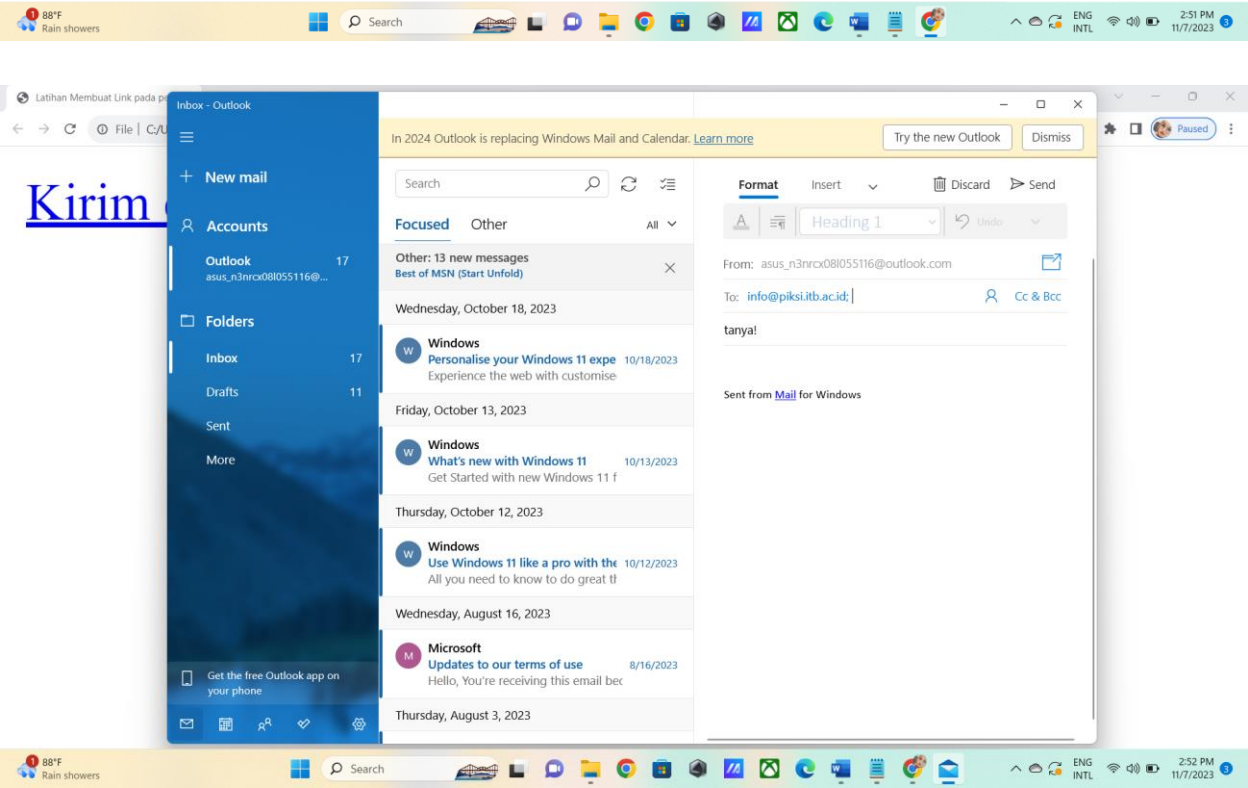 88°F
Rain showers
Search
ENG
INTL
2:51 PM
11/7/2023
3
Latihan Membuat Link pada
File | C:/U
Paused
Kirim
Inbox - Outlook
In 2024 Outlook is replacing Windows Mail and Calendar. Learn more
Try the new Outlook
Dismiss
New mail
Accounts
Outlook 17
asus_n3nrcx08l055116@...
Folders
Inbox 17
Drafts 11
Sent
More
Get the free Outlook app on
your phone
Search
Focused Other All
Other: 13 new messages
Best of MSN (Start Unfold)
Wednesday, October 18, 2023
W
Windows
Personalise your Windows 11 expe 10/18/2023
Experience the web with customise
Friday, October 13, 2023
W
Windows
What's new with Windows 11 10/13/2023
Get Started with new Windows 11 f
Thursday, October 12, 2023
W
Windows
Use Windows 11 like a pro with the 10/12/2023
All you need to know to do great th
Wednesday, August 16, 2023
M
Microsoft
Updates to our terms of use 8/16/2023
Hello, You're receiving this email bec
Thursday, August 3, 2023
Format Insert Discard Send
A Heading 1 Undo
From: asus_n3nrcx08l055116@outlook.com
To: info@piksi.itb.ac.id; Cc & Bcc
tanya!
Sent from Mail for Windows
1
88°F
Rain showers
Search
ENG
INTL
2:52 PM
11/7/2023
3